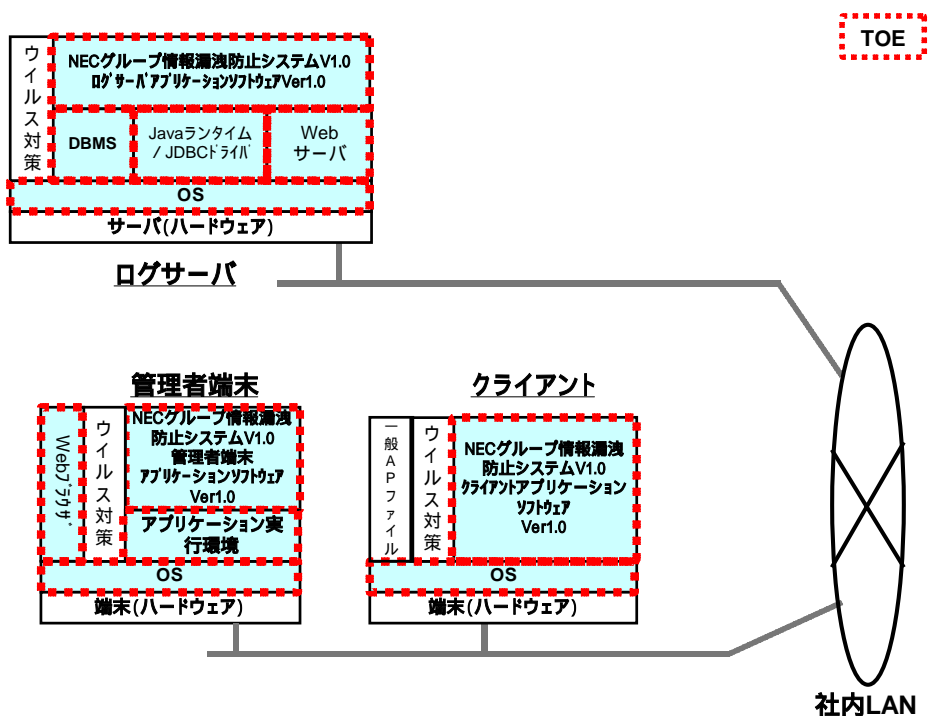 TOE
ウイルス対策
NECグループ情報漏洩防止システムV1.0
ログサーバアプリケーションソフトウェアVer1.0
DBMS
Javaランタイム
/ JDBCドライバ
Web
サーバ
OS
サーバ(ハードウェア)
ログサーバ
管理者端末
Webブラウザ
ウイルス対策
NECグループ情報漏洩
防止システムV1.0
管理者端末
アプリケーションソフトウェア
Ver1.0
アプリケーション実
行環境
OS
端末(ハードウェア)
クライアント
一般APファイル
ウイルス対策
NECグループ情報漏洩
防止システムV1.0
クライアントアプリケーション
ソフトウェア
Ver1.0
OS
端末(ハードウェア)
社内LAN